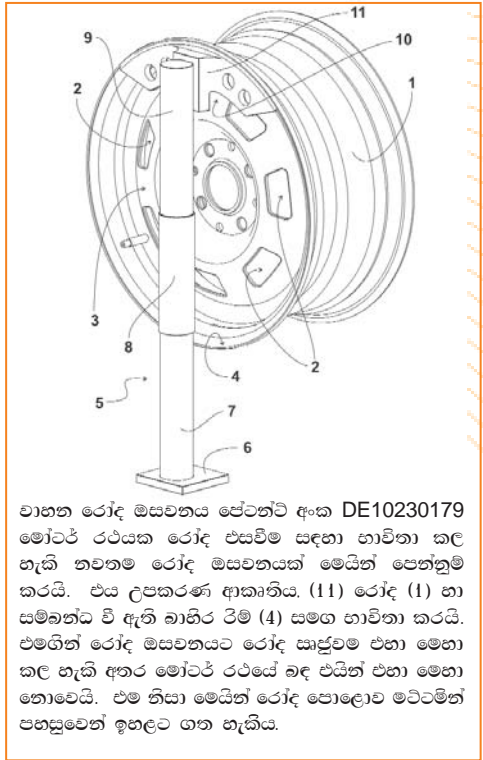 9
11
10
2
1
3
8
4
2
5
7
6
වාහන රෝද ඔසවනය පේටන්ට් අංක DE10230179
මෝටර් රථයක රෝද එසවීම සඳහා භාවිතා කල
හැකි නවතම රෝද ඔසවනයක් මෙයින් පෙන්නුම්
කරයි. එය උපකරණ ආකෘතිය. (11) රෝද (1) හා
සම්බන්ධ වී ඇති බාහිර රිම් (4) සමග භාවිතා කරයි.
එමගින් රෝද ඔසවනයට රෝද ඍජුවම එහා මෙහා
කල හැකි අතර මෝටර් රථයේ බඳ එයින් එහා මෙහා
නොවෙයි. එම නිසා මෙයින් රෝද පොළොව මට්ටමින්
පහසුවෙන් ඉහළට ගත හැකිය.